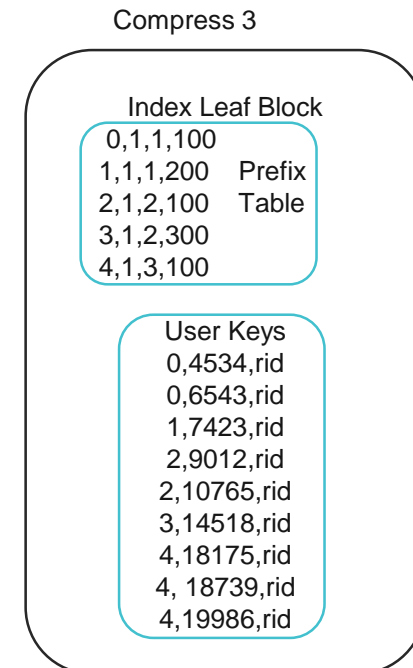 Compress 3
Index Leaf Block
0,1,1,100
1,1,1,200 Prefix
2,1,2,100 Table
3,1,2,300
4,1,3,100
User Keys
0,4534,rid
0,6543,rid
1,7423,rid
2,9012,rid
2,10765,rid
3,14518,rid
4,18175,rid
4, 18739,rid
4,19986,rid